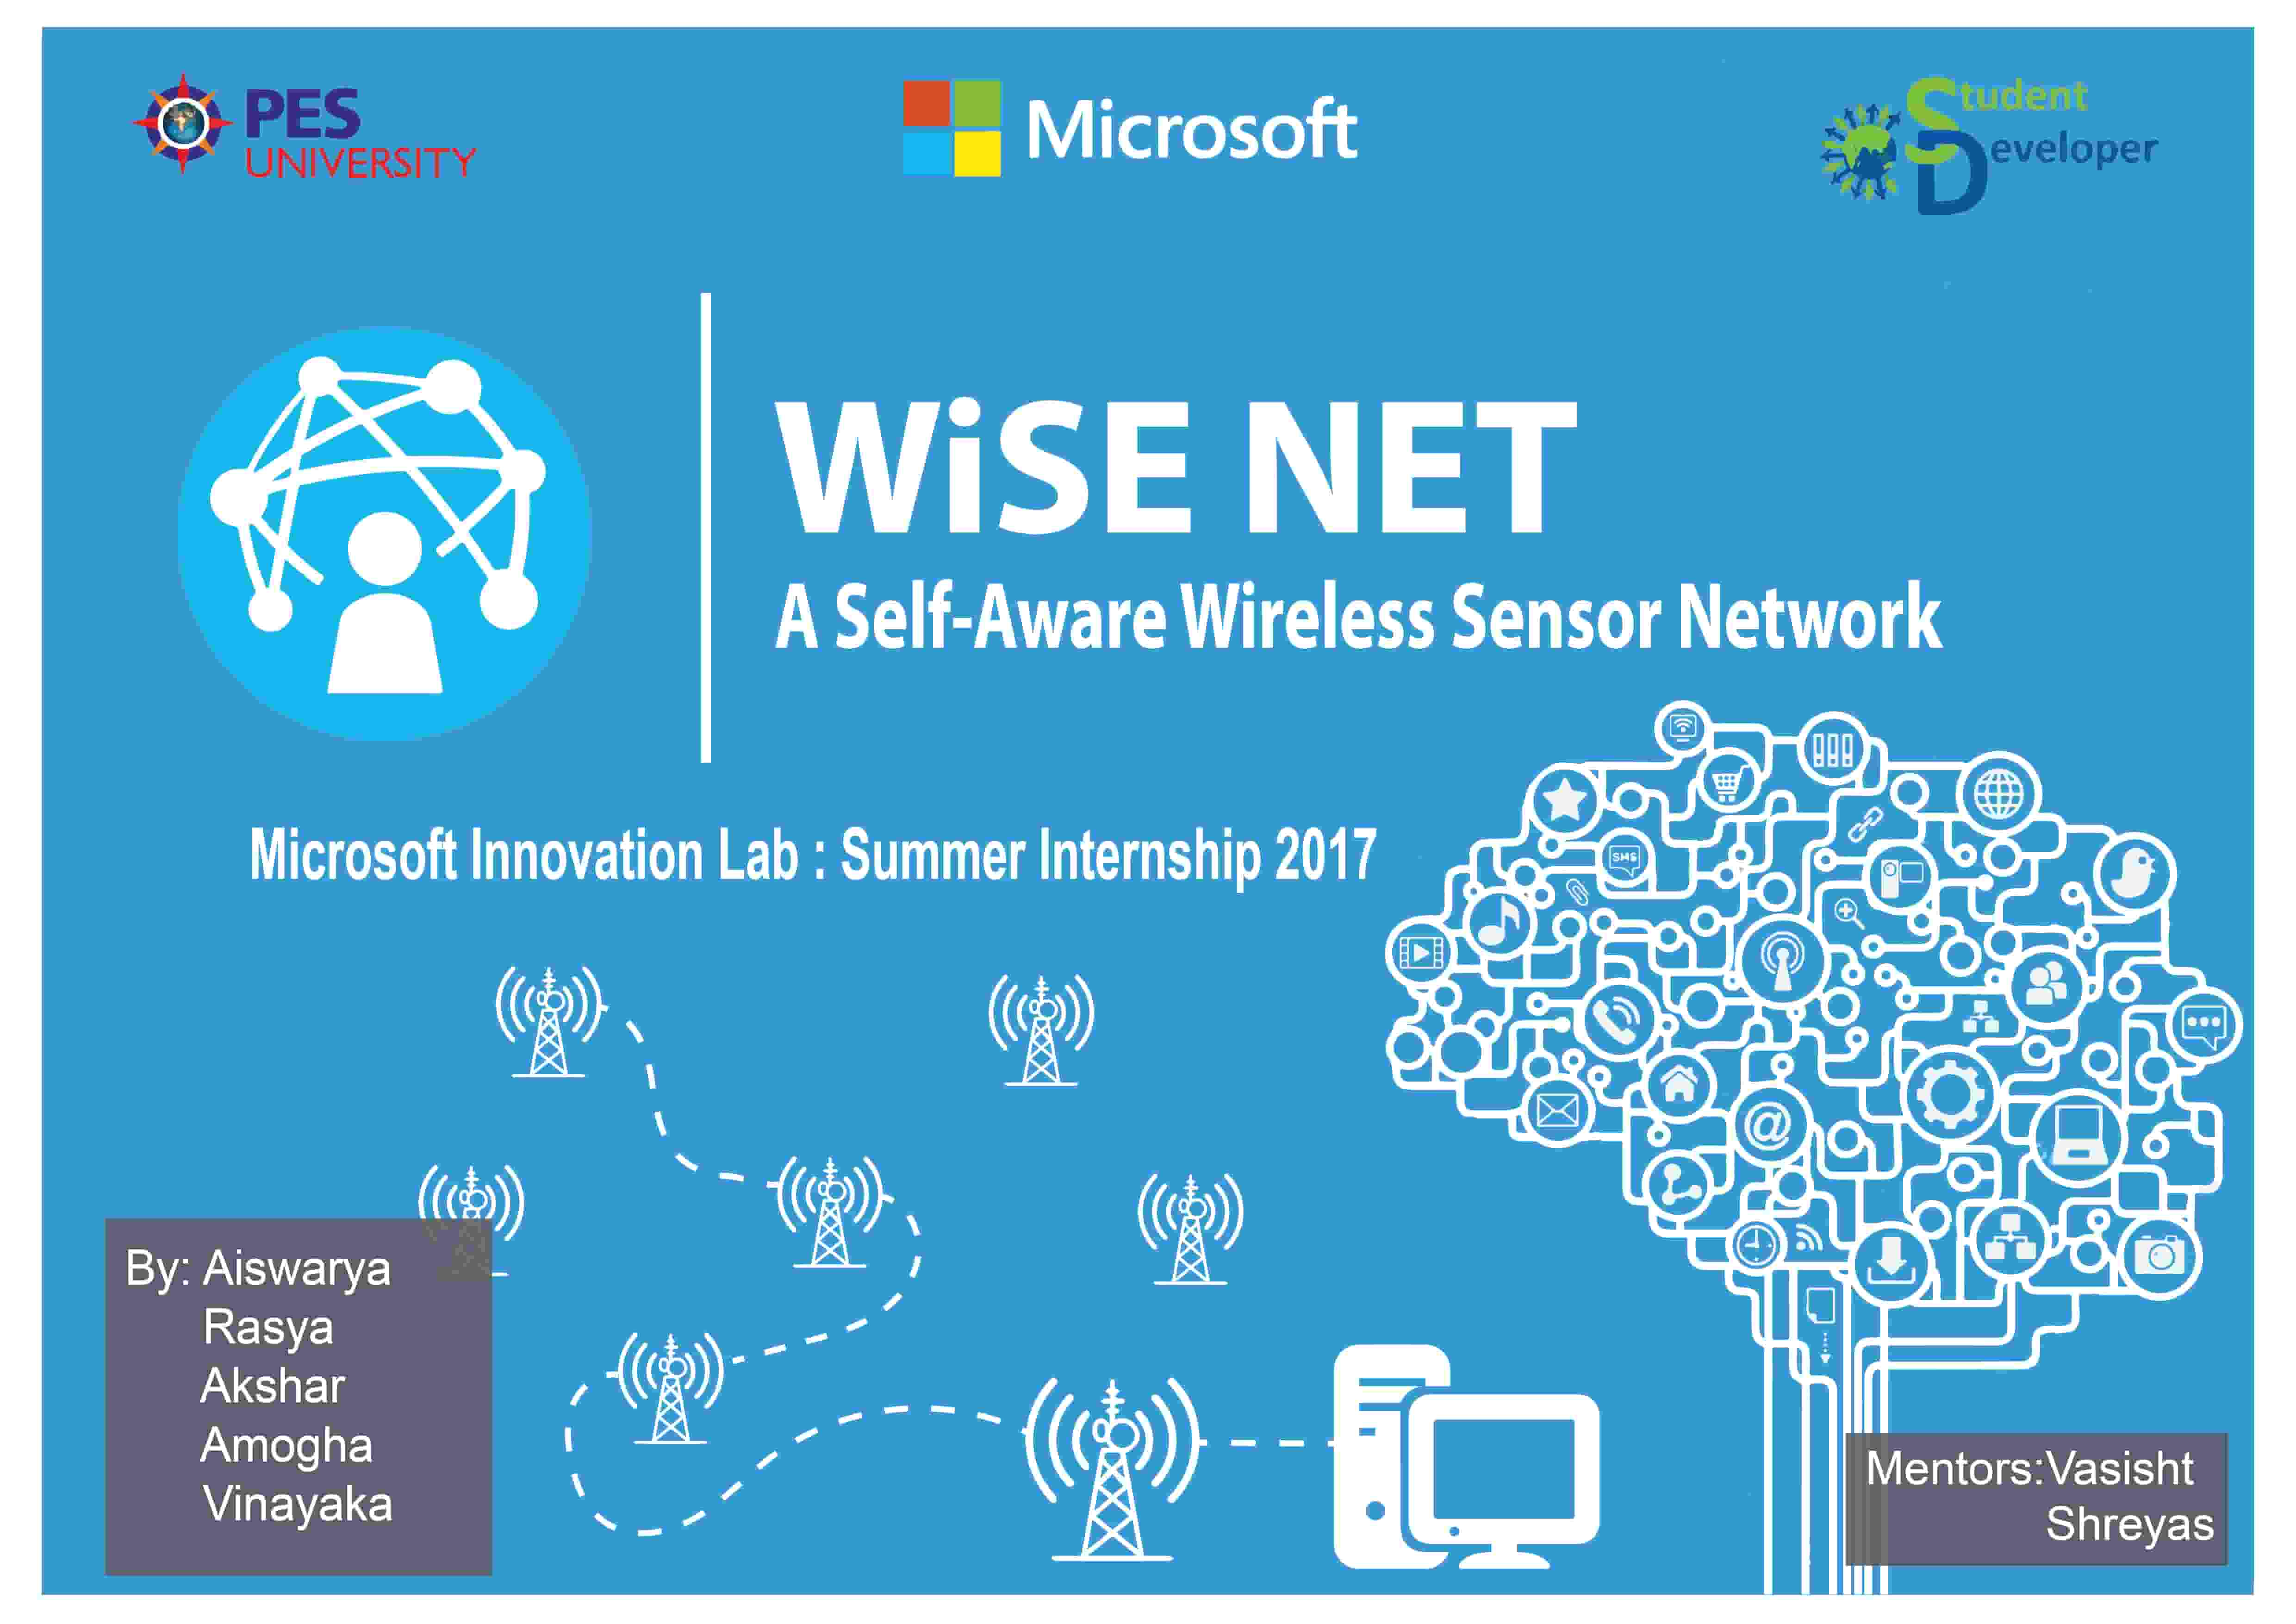 PES
UNIVERSITY
Microsoft
Student
Developer
WiSE NET
A Self-Aware Wireless Sensor Network
Microsoft Innovation Lab : Summer Internship 2017
SMS
@
By: Aiswarya
Rasya
Akshar
Amogha
Vinayaka
Mentors:Vasisht
Shreyas